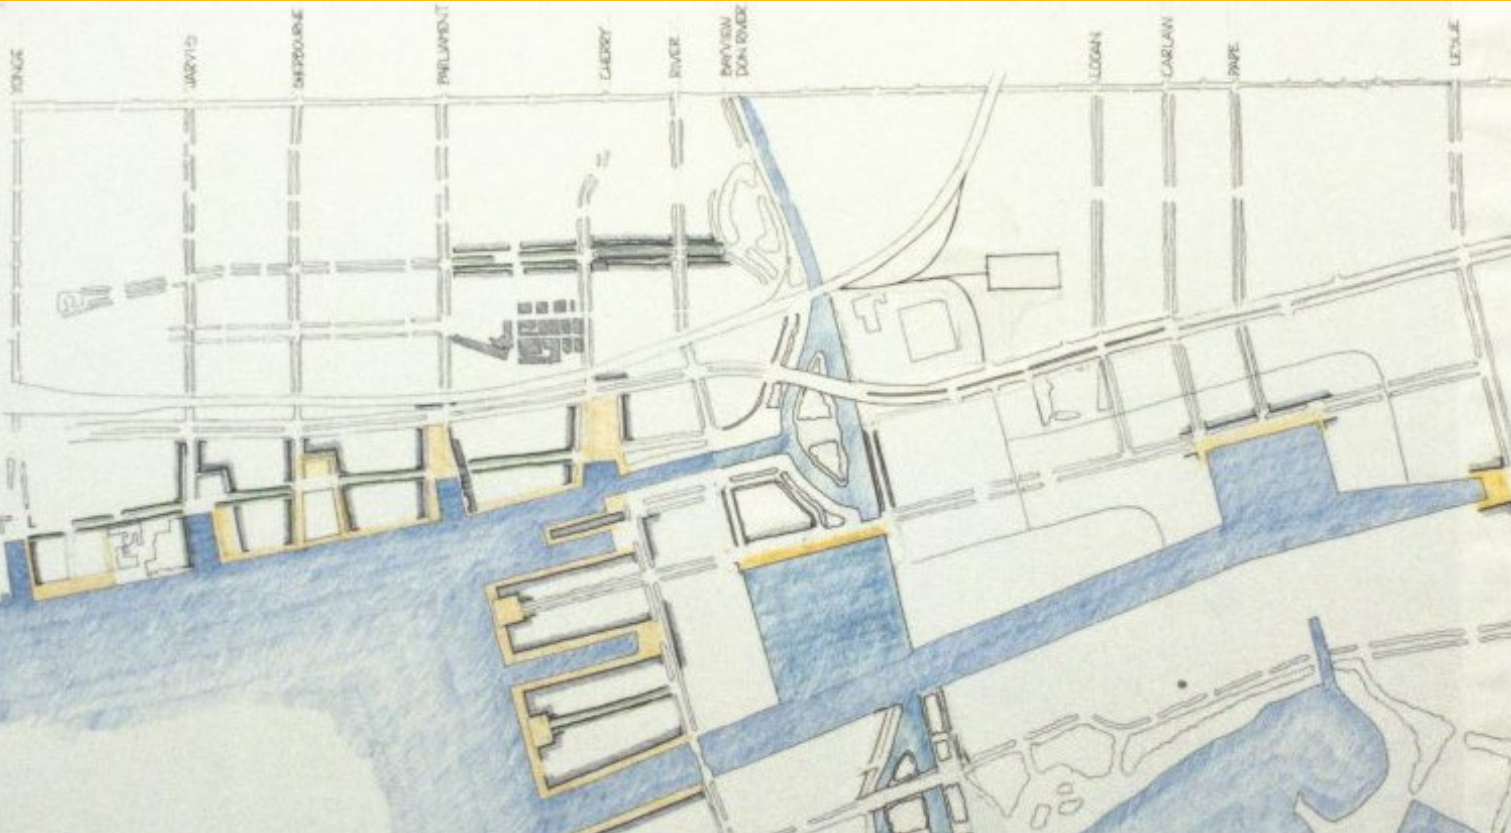 YONGE
JARVIS
SHERBOURNE
PARLIAMENT
CHERRY
RIVER
BAYVIEW
DON RIVER
LOGAN
CARLAW
PAPE
LESLIE